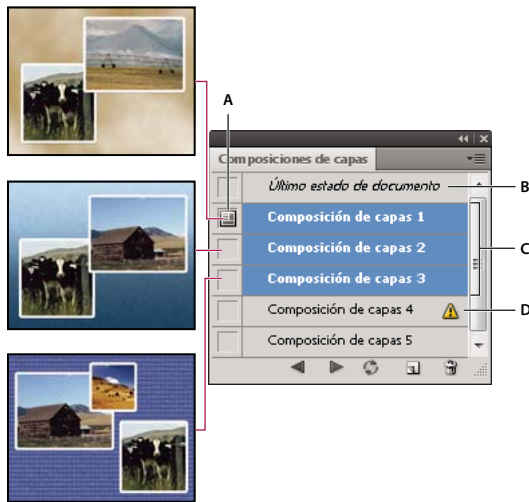 A
Composiciones de capas
Último estado de documento
B
Composición de capas 1
Composición de capas 2
C
Composición de capas 3
Composición de capas 4
D
Composición de capas 5